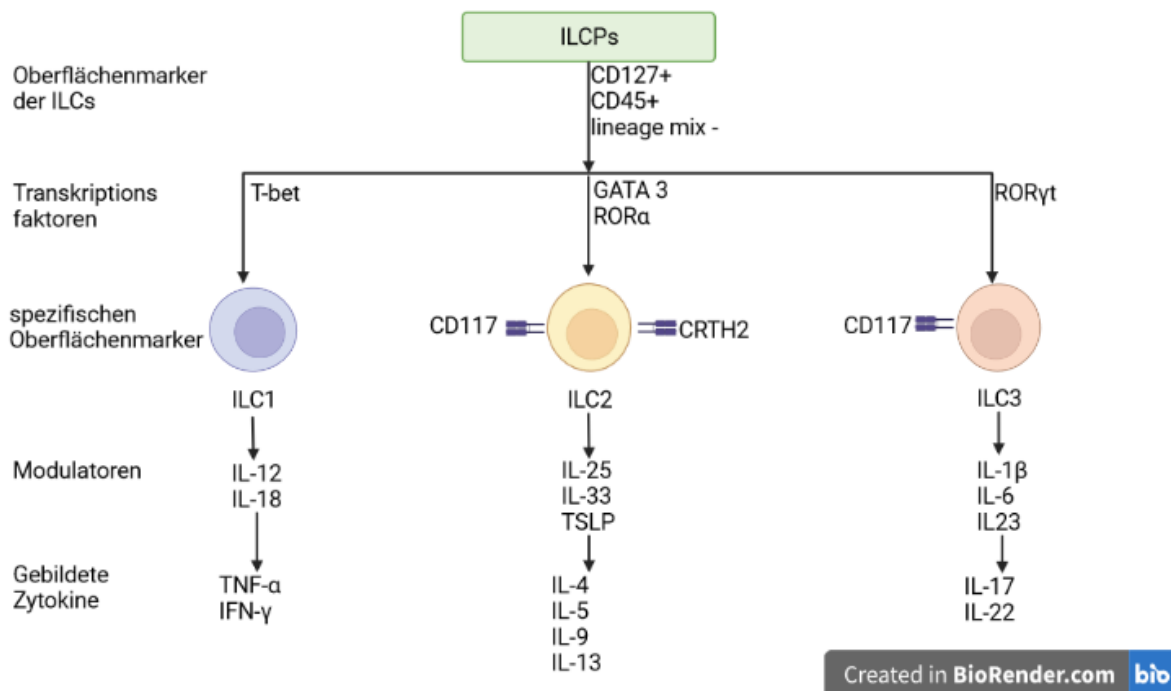 ILCPs
Oberflächenmarker
der ILCs
CD127+
CD45+
lineage mix -
Transkriptions
faktoren
T-bet
GATA 3
RORα
RORγt
spezifischen
Oberflächenmarker
CD117
CRTH2
CD117
ILC1
ILC2
ILC3
Modulatoren
IL-12
IL-18
IL-25
IL-33
TSLP
IL-1β
IL-6
IL23
Gebildete
Zytokine
TNF-α
IFN-γ
IL-4
IL-5
IL-9
IL-13
IL-17
IL-22
Created in BioRender.com bio